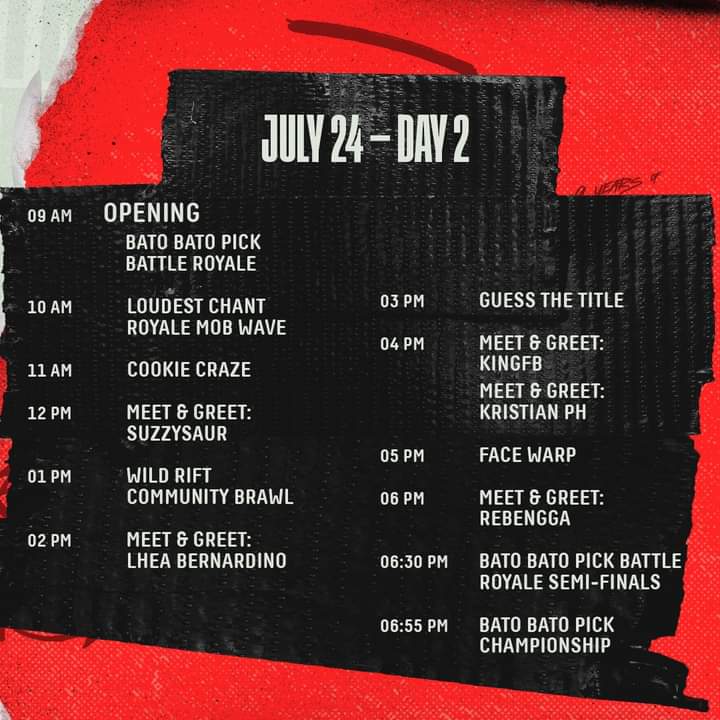 JULY 24 – DAY 2
09 AM OPENING
BATO BATO PICK
BATTLE ROYALE
10 AM LOUDEST CHANT
ROYALE MOB WAVE
11 AM COOKIE CRAZE
12 PM MEET & GREET:
SUZZYSAUR
01 PM WILD RIFT
COMMUNITY BRAWL
02 PM MEET & GREET:
LHEA BERNARDINO
03 PM GUESS THE TITLE
04 PM MEET & GREET:
KINGFB
MEET & GREET:
KRISTIAN PH
05 PM FACE WARP
06 PM MEET & GREET:
REBENGGA
06:30 PM BATO BATO PICK BATTLE
ROYALE SEMI-FINALS
06:55 PM BATO BATO PICK
CHAMPIONSHIP
YEARS